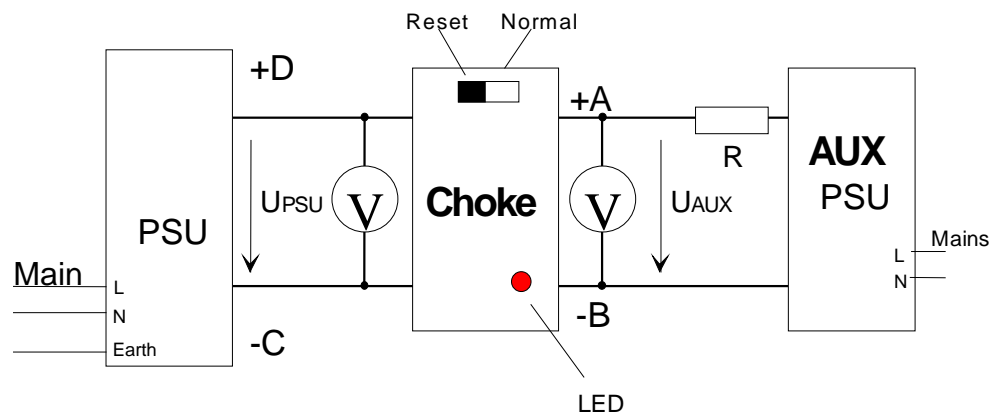 Reset Normal
+D
+A
R
AUX
PSU
UPSU
V
Choke
V
UAUX
PSU
Mains
L
N
Main
L
N
Earth
-C
-B
LED